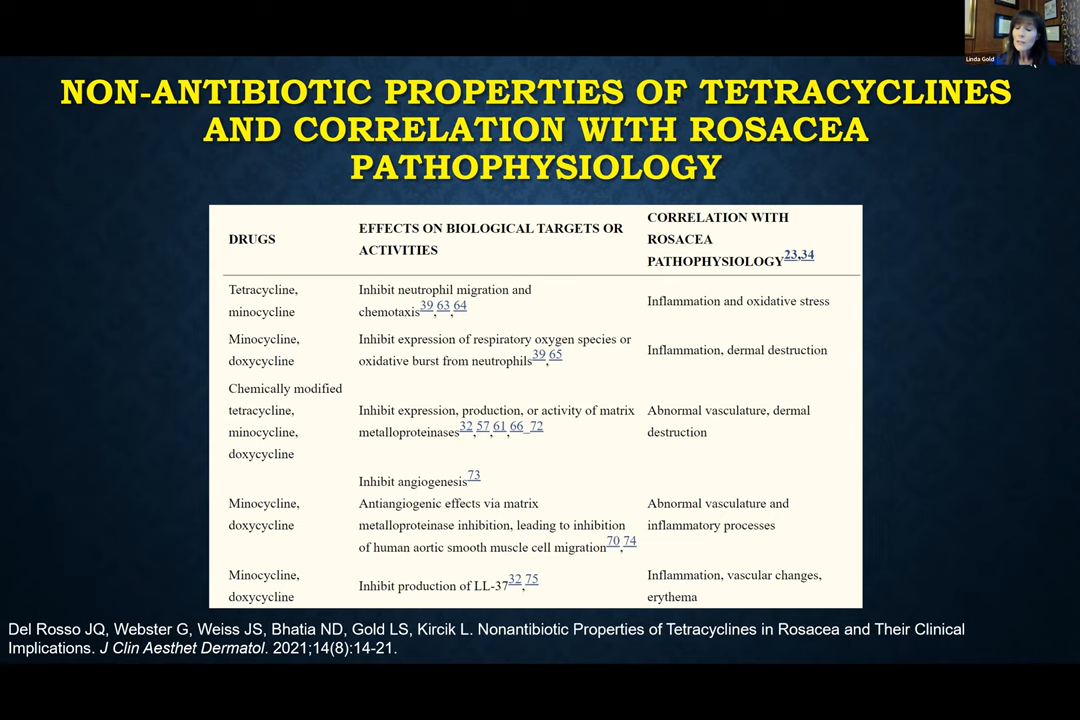 Linda Gold
NON-ANTIBIOTIC PROPERTIES OF TETRACYCLINES
AND CORRELATION WITH ROSACEA
PATHOPHYSIOLOGY
DRUGS
EFFECTS ON BIOLOGICAL TARGETS OR
ACTIVITIES
CORRELATION WITH
ROSACEA
PATHOPHYSIOLOGY23,34
Tetracycline,
minocycline
Inhibit neutrophil migration and
chemotaxis39,63,64
Inflammation and oxidative stress
Minocycline,
doxycycline
Inhibit expression of respiratory oxygen species or
oxidative burst from neutrophils39,65
Inflammation, dermal destruction
Chemically modified
tetracycline,
minocycline,
doxycycline
Inhibit expression, production, or activity of matrix
metalloproteinases32,57,61,66–72
Abnormal vasculature, dermal
destruction
Minocycline,
doxycycline
Inhibit angiogenesis73
Antiangiogenic effects via matrix
metalloproteinase inhibition, leading to inhibition
of human aortic smooth muscle cell migration70,74
Abnormal vasculature and
inflammatory processes
Minocycline,
doxycycline
Inhibit production of LL-3732,75
Inflammation, vascular changes,
erythema
Del Rosso JQ, Webster G, Weiss JS, Bhatia ND, Gold LS, Kircik L. Nonantibiotic Properties of Tetracyclines in Rosacea and Their Clinical
Implications. J Clin Aesthet Dermatol. 2021;14(8):14-21.